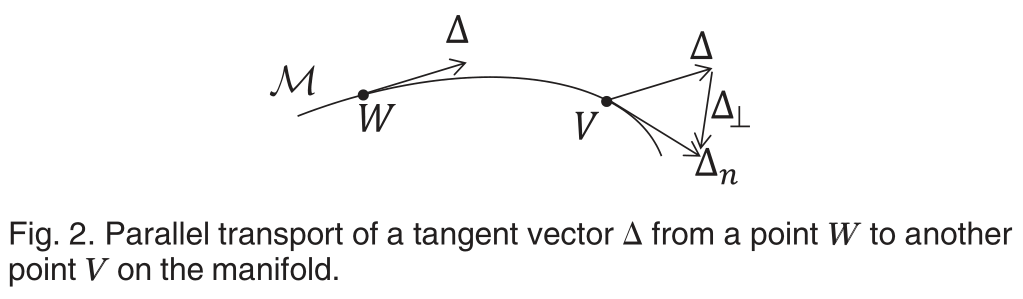 Δ
Δ
ℳ
W
V
Δ⊥
Δn
Fig. 2. Parallel transport of a tangent vector Δ from a point W to another
point V on the manifold.